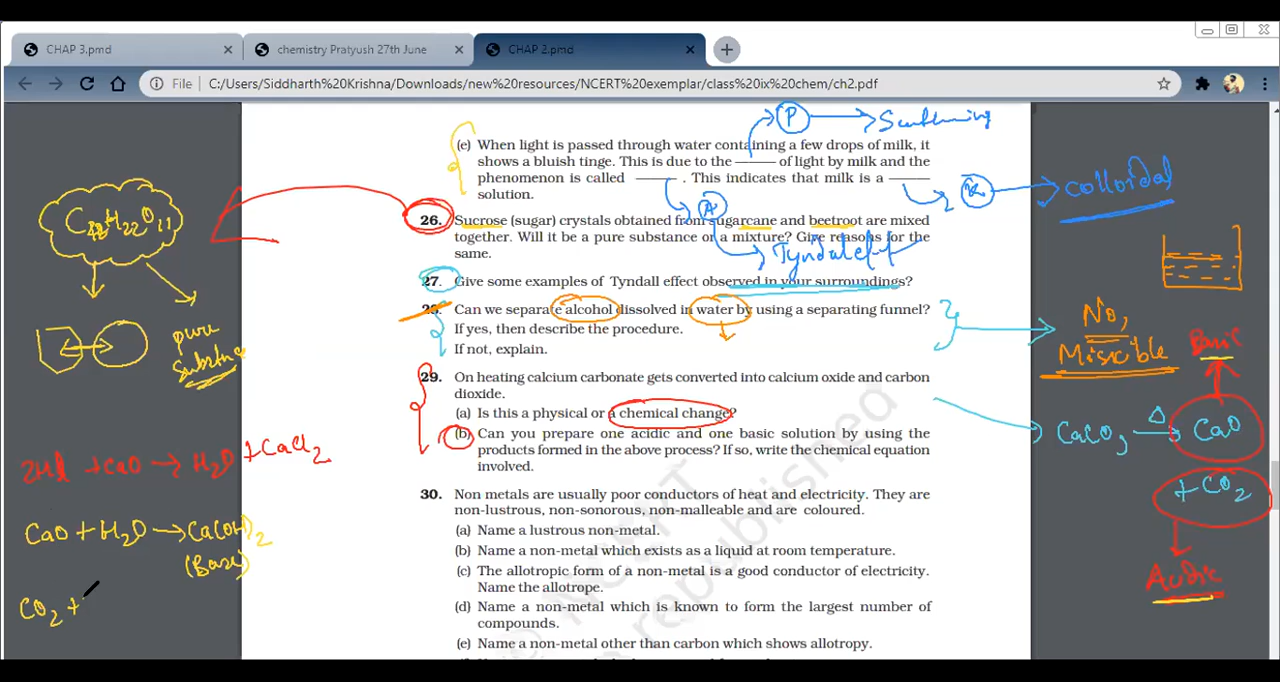 CHAP 3.pmd
chemistry Pratyush 27th June
CHAP 2.pmd
File C:/Users/Siddharth%20Krishna/Downloads/new%20resources/NCERT%20exemplar/class%20ix%20chem/ch2.pdf
P → Scattering
(e) When light is passed through water containing a few drops of milk, it
shows a bluish tinge. This is due to the ——— of light by milk and the
phenomenon is called ——— . This indicates that milk is a ———
solution.
colloidal
26. Sucrose (sugar) crystals obtained from sugarcane and beetroot are mixed
together. Will it be a pure substance or a mixture? Give reasons for the
same.
27. Give some examples of Tyndall effect observed in your surroundings?
28. Can we separate alcohol dissolved in water by using a separating funnel?
If yes, then describe the procedure.
If not, explain.
pure
No,
Miscible
Basic
29. On heating calcium carbonate gets converted into calcium oxide and carbon
dioxide.
(a) Is this a physical or a chemical change?
(b) Can you prepare one acidic and one basic solution by using the
products formed in the above process? If so, write the chemical equation
involved.
CaCO3 →Δ CaO
+ CO2
Acidic
+ CaO → H2O + CaCl2
CaO + H2O → Ca(OH)2
(Base)
CO2 +
30. Non metals are usually poor conductors of heat and electricity. They are
non-lustrous, non-sonorous, non-malleable and are coloured.
(a) Name a lustrous non-metal.
(b) Name a non-metal which exists as a liquid at room temperature.
(c) The allotropic form of a non-metal is a good conductor of electricity.
Name the allotrope.
(d) Name a non-metal which is known to form the largest number of
compounds.
(e) Name a non-metal other than carbon which shows allotropy.